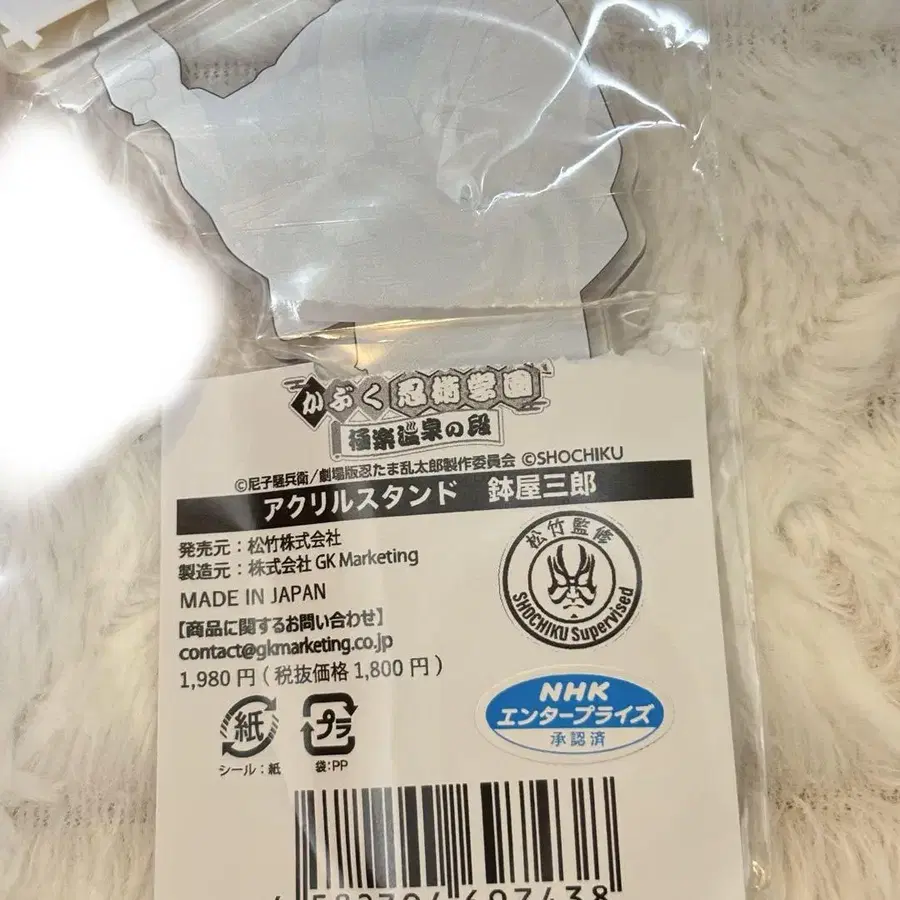 かぶく忍術学園
極楽温泉の段
©尼子騒兵衛/劇場版忍たま乱太郎製作委員会 ©SHOCHIKU
アクリルスタンド 鉢屋三郎
発売元：松竹株式会社
製造元：株式会社 GK Marketing
MADE IN JAPAN
【商品に関するお問い合わせ】
contact@gkmarketing.co.jp
1,980 円 ( 税抜価格 1,800 円 )
松竹監修
SHOCHIKU Supervised
NHK
エンタープライズ
承認済
紙
プラ
シール：紙
袋:PP